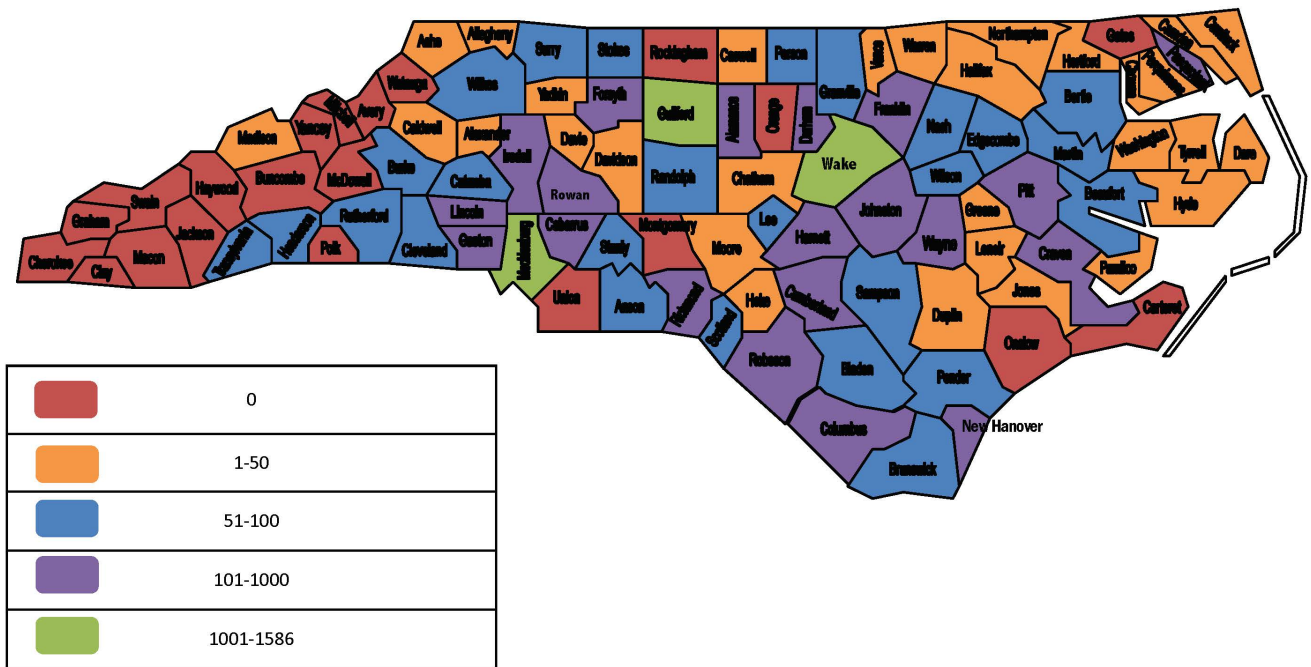 Ashe
Alleghany
Surry
Stokes
Rockingham
Caswell
Person
Vance
Warren
Northampton
Gates
Camden
Currituck
Watauga
Wilkes
Yadkin
Forsyth
Guilford
Alamance
Orange
Durham
Granville
Franklin
Halifax
Hertford
Bertie
Chowan
Perquimans
Pasquotank
Madison
Yancey
Avery
Caldwell
Alexander
Iredell
Davie
Davidson
Randolph
Chatham
Wake
Nash
Edgecombe
Martin
Washington
Tyrrell
Dare
Swain
Haywood
Buncombe
McDowell
Burke
Catawba
Rowan
Wilson
Pitt
Beaufort
Hyde
Graham
Jackson
Henderson
Rutherford
Lincoln
Cabarrus
Stanly
Montgomery
Moore
Lee
Harnett
Johnston
Wayne
Greene
Lenoir
Craven
Pamlico
Cherokee
Clay
Macon
Transylvania
Polk
Cleveland
Gaston
Mecklenburg
Union
Anson
Richmond
Scotland
Hoke
Cumberland
Sampson
Duplin
Jones
Onslow
Carteret
Robeson
Bladen
Pender
Columbus
New Hanover
Brunswick
0
1-50
51-100
101-1000
1001-1586